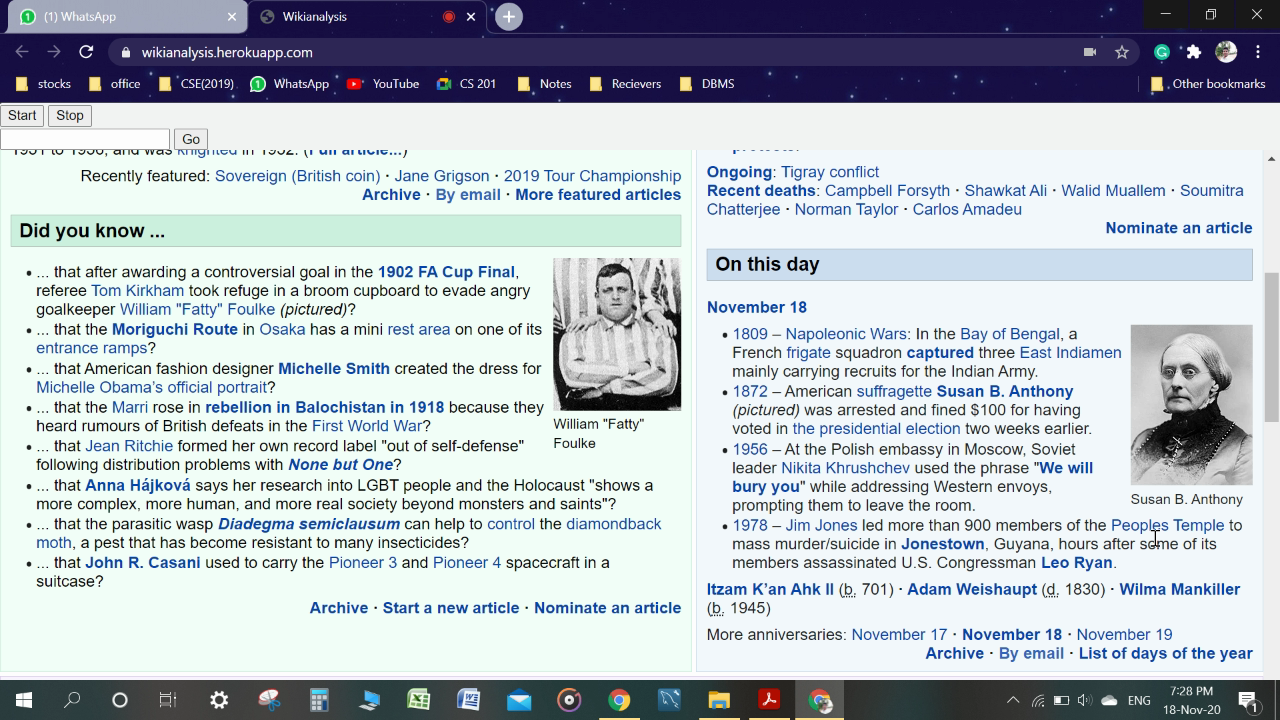 (1) WhatsApp
Wikianalysis
wikianalysis.herokuapp.com
stocks
office
CSE(2019)
WhatsApp
YouTube
CS 201
Notes
Recievers
DBMS
Other bookmarks
Start
Stop
Go
1951 to 1956, and was knighted in 1952. (Full article...)
Recently featured: Sovereign (British coin) · Jane Grigson · 2019 Tour Championship
Archive · By email · More featured articles
Did you know ...
... that after awarding a controversial goal in the 1902 FA Cup Final,
referee Tom Kirkham took refuge in a broom cupboard to evade angry
goalkeeper William "Fatty" Foulke (pictured)?
... that the Moriguchi Route in Osaka has a mini rest area on one of its
entrance ramps?
... that American fashion designer Michelle Smith created the dress for
Michelle Obama's official portrait?
... that the Marri rose in rebellion in Balochistan in 1918 because they
heard rumours of British defeats in the First World War?
... that Jean Ritchie formed her own record label "out of self-defense"
following distribution problems with None but One?
... that Anna Hájková says her research into LGBT people and the Holocaust "shows a
more complex, more human, and more real society beyond monsters and saints"?
... that the parasitic wasp Diadegma semiclausum can help to control the diamondback
moth, a pest that has become resistant to many insecticides?
... that John R. Casani used to carry the Pioneer 3 and Pioneer 4 spacecraft in a
suitcase?
William "Fatty"
Foulke
Archive · Start a new article · Nominate an article
protests.
Ongoing: Tigray conflict
Recent deaths: Campbell Forsyth · Shawkat Ali · Walid Muallem · Soumitra
Chatterjee · Norman Taylor · Carlos Amadeu
Nominate an article
On this day
November 18
1809 – Napoleonic Wars: In the Bay of Bengal, a
French frigate squadron captured three East Indiamen
mainly carrying recruits for the Indian Army.
1872 – American suffragette Susan B. Anthony
(pictured) was arrested and fined $100 for having
voted in the presidential election two weeks earlier.
1956 – At the Polish embassy in Moscow, Soviet
leader Nikita Khrushchev used the phrase "We will
bury you" while addressing Western envoys,
prompting them to leave the room.
1978 – Jim Jones led more than 900 members of the Peoples Temple to
mass murder/suicide in Jonestown, Guyana, hours after some of its
members assassinated U.S. Congressman Leo Ryan.
Susan B. Anthony
Itzam K'an Ahk II (b. 701) · Adam Weishaupt (d. 1830) · Wilma Mankiller
(b. 1945)
More anniversaries: November 17 · November 18 · November 19
Archive · By email · List of days of the year
ENG
7:28 PM
18-Nov-20
1